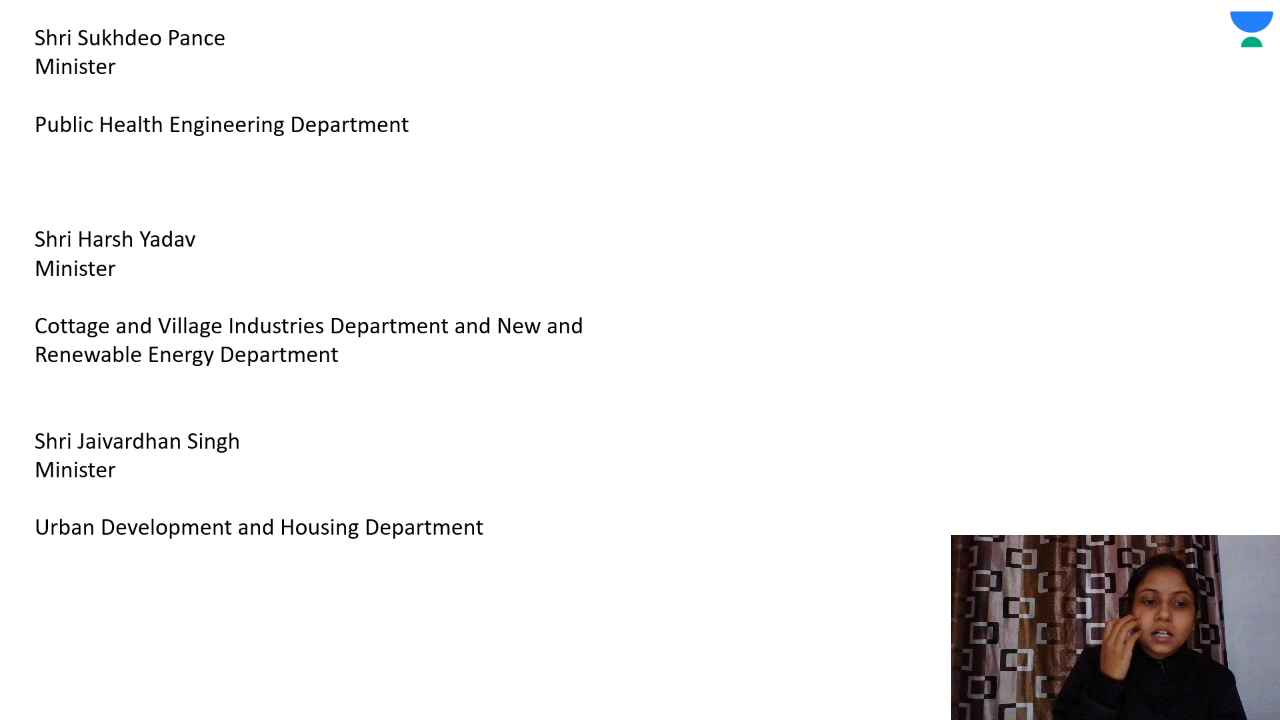 Shri Sukhdeo Pance
Minister
Public Health Engineering Department
Shri Harsh Yadav
Minister
Cottage and Village Industries Department and New and
Renewable Energy Department
Shri Jaivardhan Singh
Minister
Urban Development and Housing Department